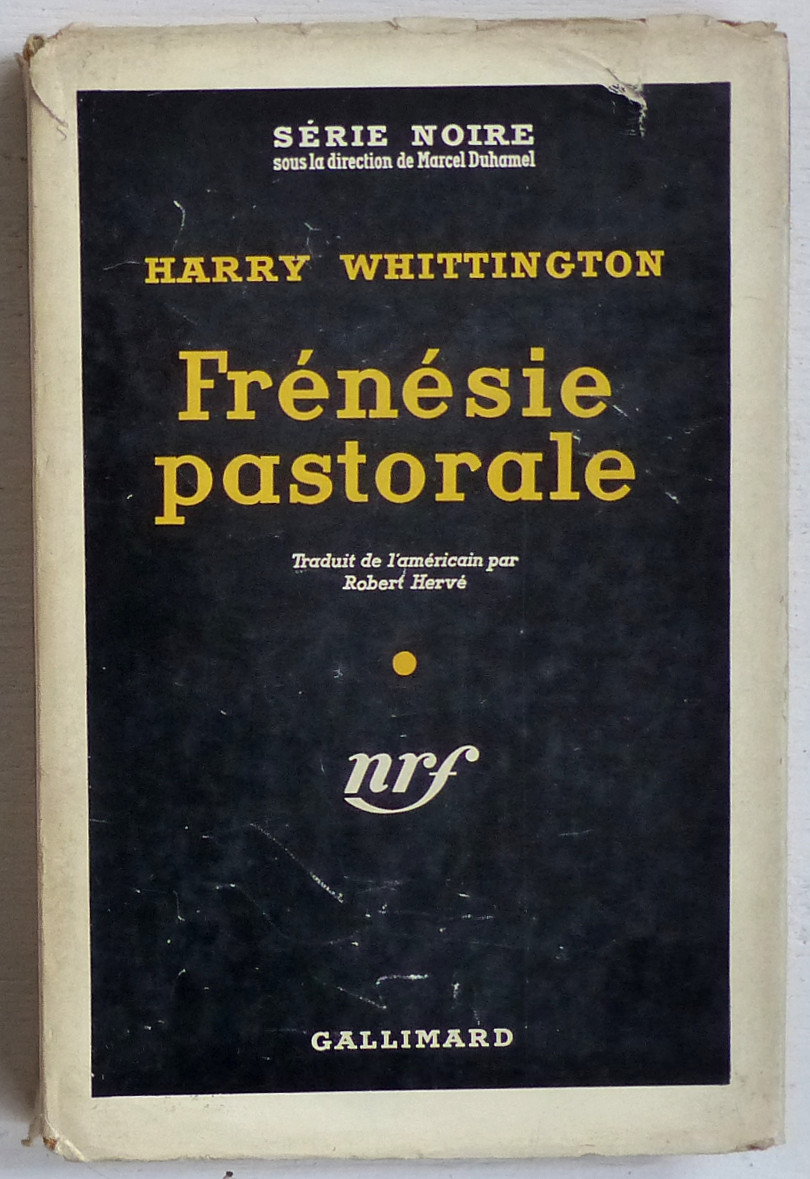 SÉRIE NOIRE
sous la direction de Marcel Duhamel
HARRY WHITTINGTON
Frénésie
pastorale
Traduit de l'américain par
Robert Hervé
nrf
GALLIMARD